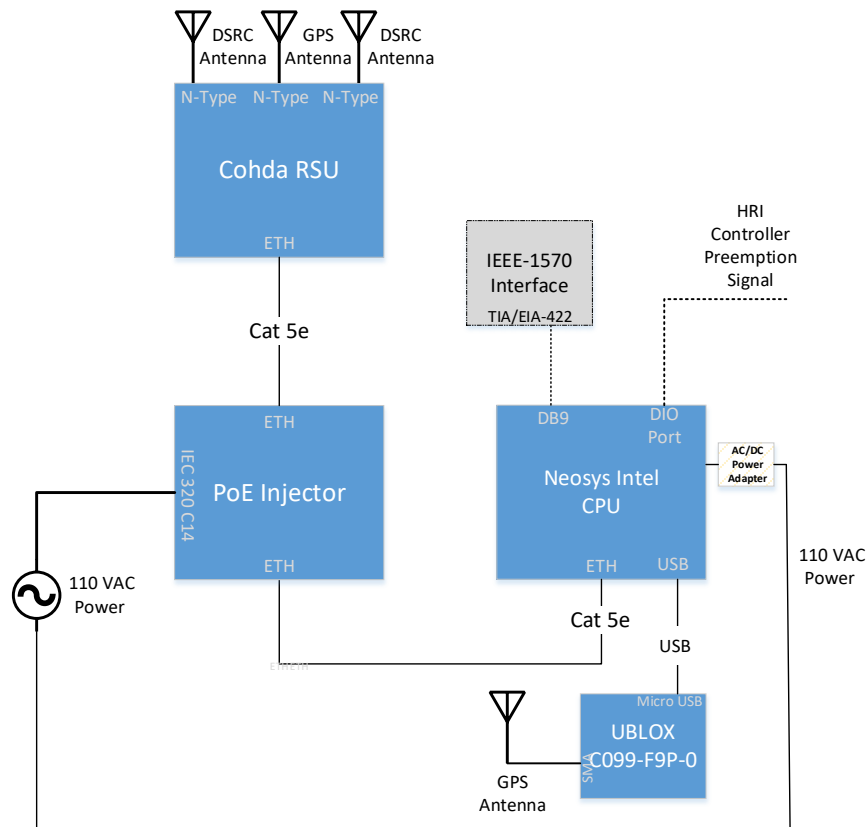 DSRC
Antenna
GPS
Antenna
DSRC
Antenna
N-Type
N-Type
N-Type
Cohda RSU
ETH
Cat 5e
HRI
Controller
Preemption
Signal
IEEE-1570
Interface
TIA/EIA-422
ETH
IEC 320 C14
PoE Injector
ETH
DB9
DIO
Port
Neosys Intel
CPU
ETH
USB
AC/DC
Power
Adapter
110 VAC
Power
110 VAC
Power
Cat 5e
ETHETH
USB
Micro USB
UBLOX
C099-F9P-0
SMA
GPS
Antenna